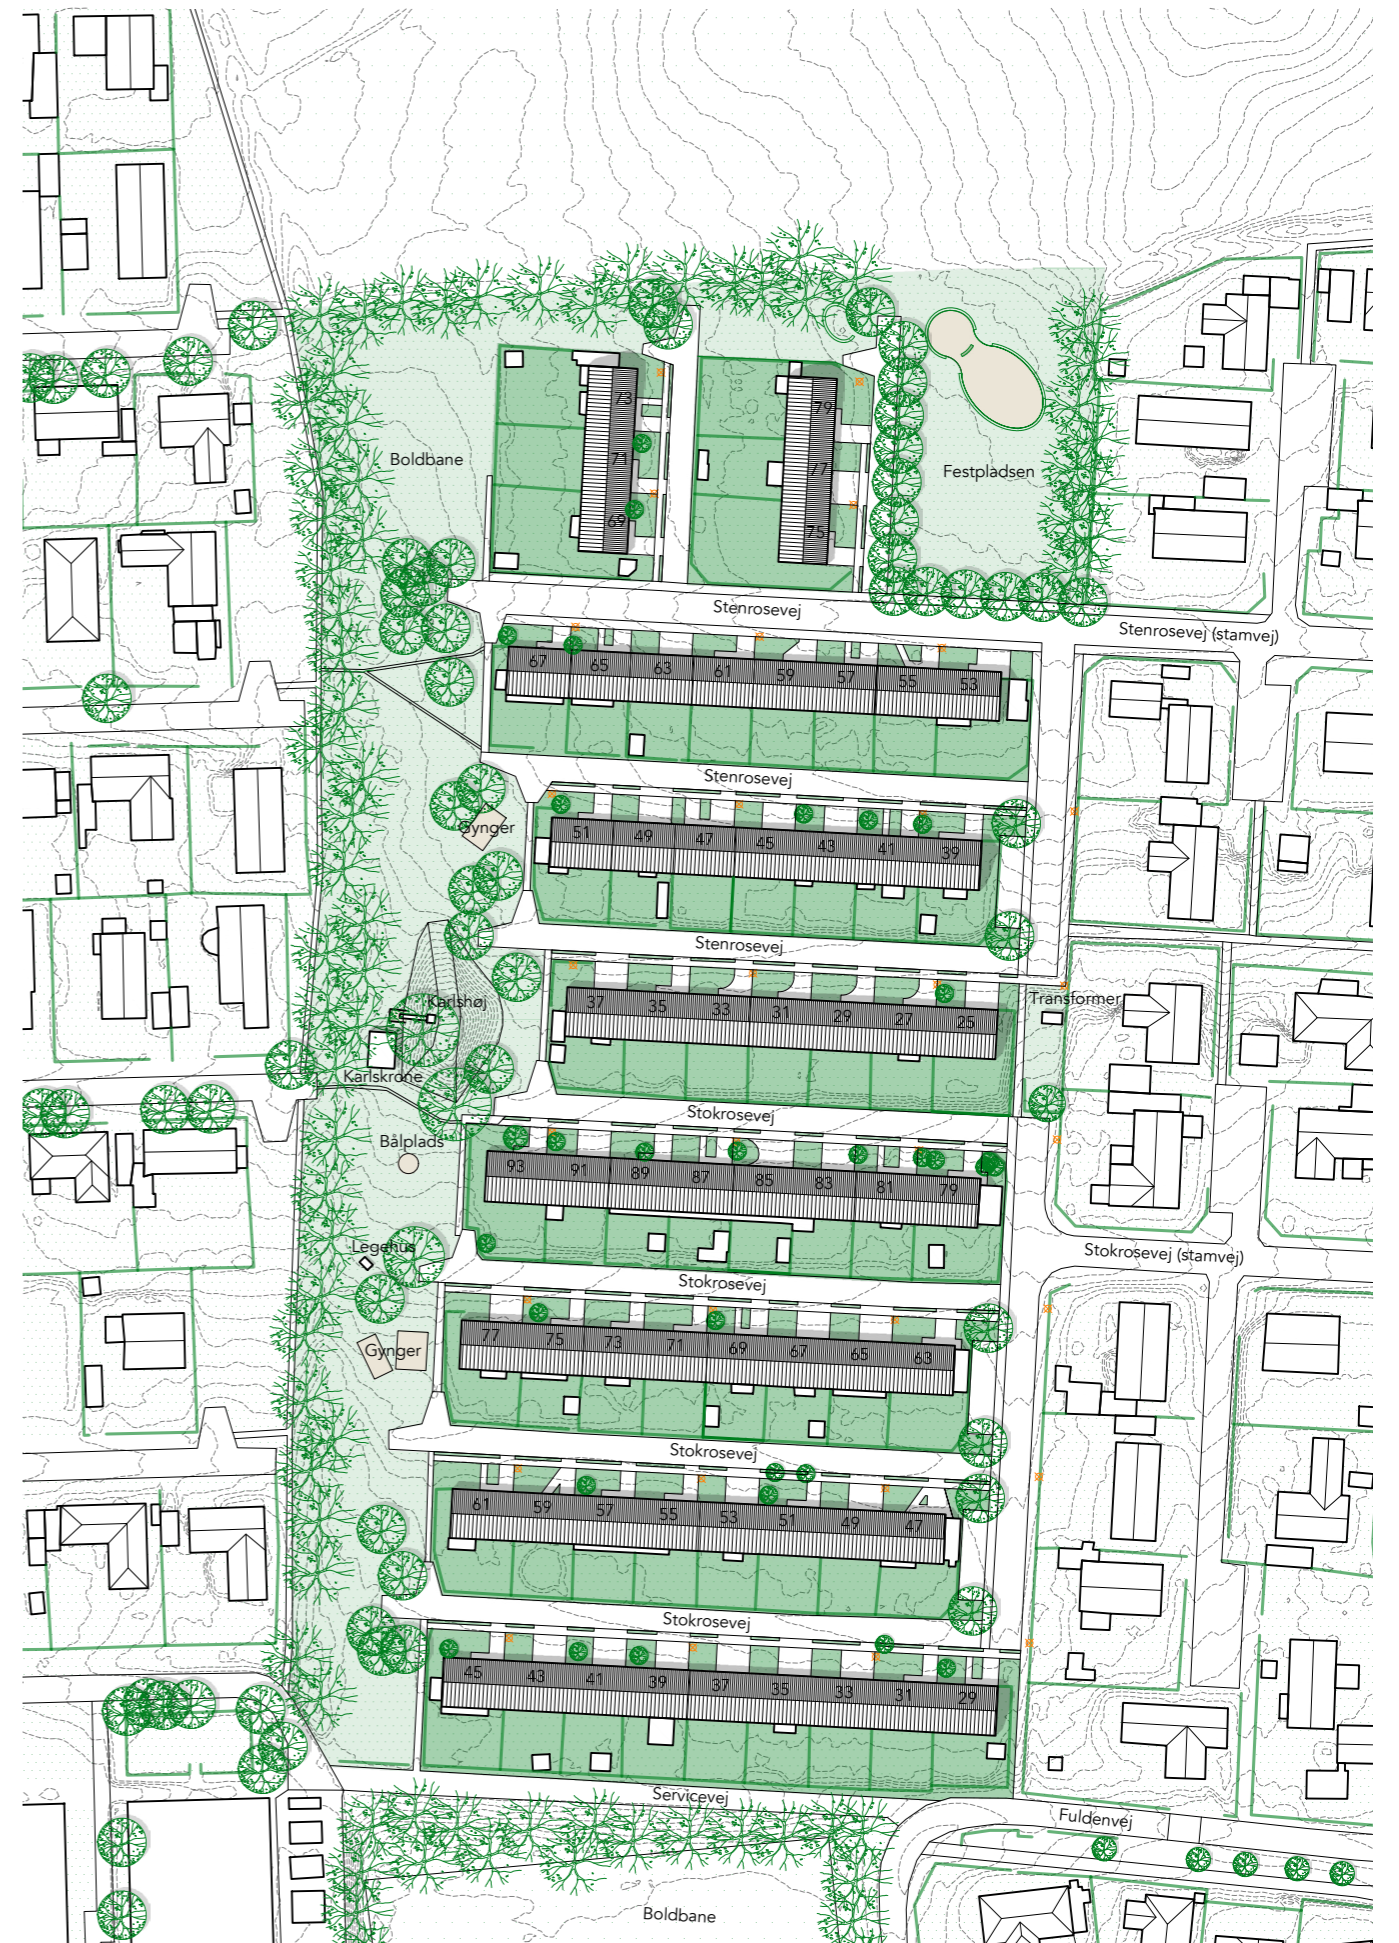 73
79
Boldbane
71
77
Festpladsen
69
75
Stenrosevej
Stenrosevej (stamvej)
67 65 63 61 59 57 55 53
Stenrosevej
Gynger
51 49 47 45 43 41 39
Stenrosevej
Karlshøj
37 35 33 31 29 27 25
Transformer
Karlskrone
Stokrosevej
Bålplads
93 91 89 87 85 83 81 79
Legehus
Stokrosevej (stamvej)
Stokrosevej
Gynger
77 75 73 71 69 67 65 63
Stokrosevej
61 59 57 55 53 51 49 47
Stokrosevej
45 43 41 39 37 35 33 31 29
Servicevej
Fuldenvej
Boldbane